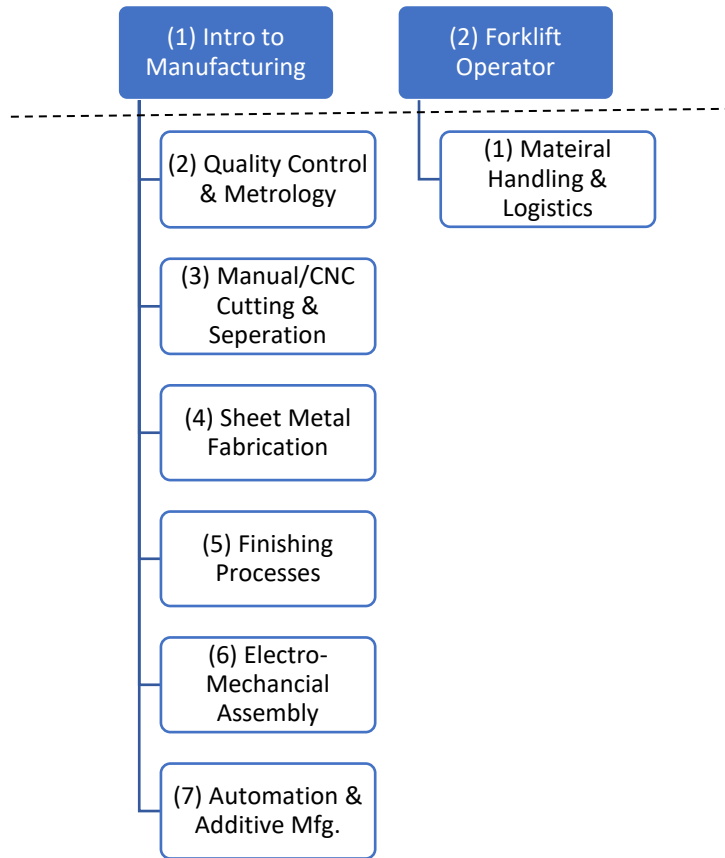 (1) Intro to
Manufacturing
(2) Forklift
Operator
(2) Quality Control
& Metrology
(1) Mateiral
Handling &
Logistics
(3) Manual/CNC
Cutting &
Seperation
(4) Sheet Metal
Fabrication
(5) Finishing
Processes
(6) Electro-
Mechancial
Assembly
(7) Automation &
Additive Mfg.